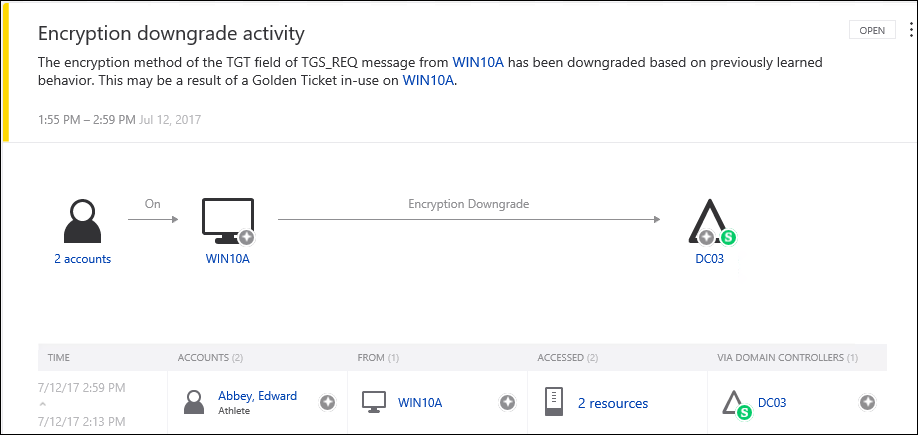 Encryption downgrade activity
OPEN
The encryption method of the TGT field of TGS_REQ message from WIN10A has been downgraded based on previously learned
behavior. This may be a result of a Golden Ticket in-use on WIN10A.
1:55 PM – 2:59 PM Jul 12, 2017
On
Encryption Downgrade
S
2 accounts
WIN10A
DC03
TIME
ACCOUNTS (2)
FROM (1)
ACCESSED (2)
VIA DOMAIN CONTROLLERS (1)
7/12/17 2:59 PM
7/12/17 2:13 PM
Abbey, Edward
Athlete
WIN10A
2 resources
S
DC03